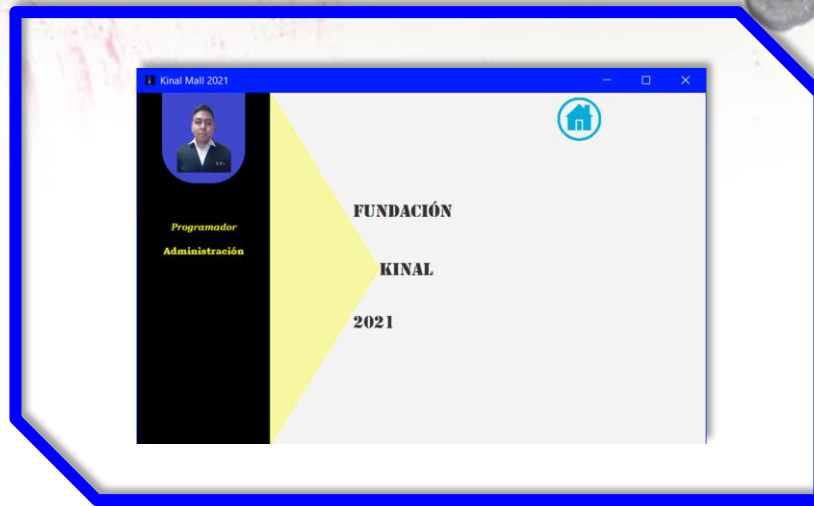 Kinal Mall 2021
Programador
Administración
FUNDACIÓN
KINAL
2021